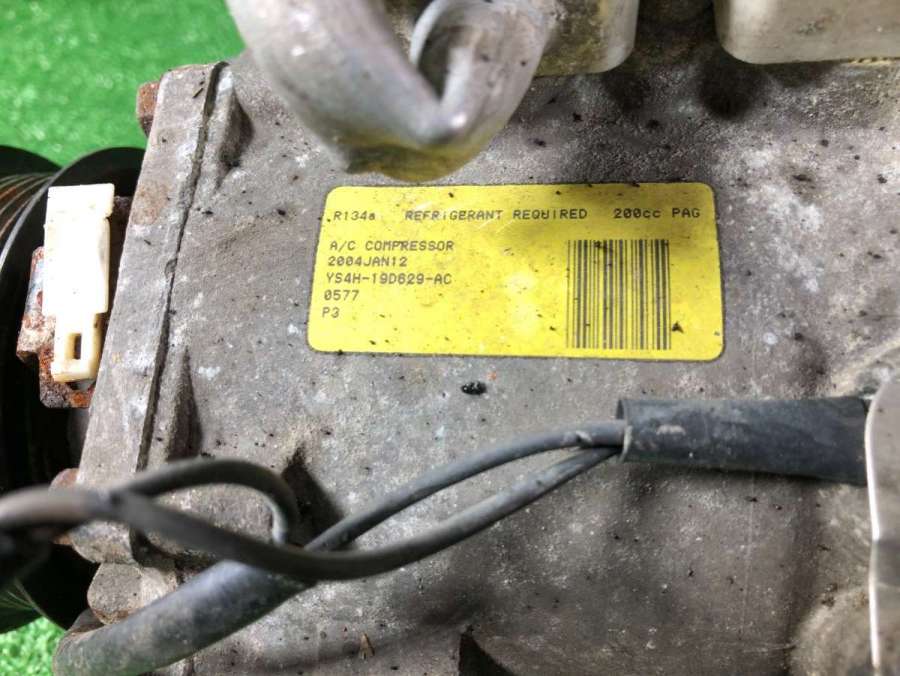 R134a REFRIGERANT REQUIRED 200cc PAG
A/C COMPRESSOR
2004JAN12
YS4H-19D629-AC
0577
P3